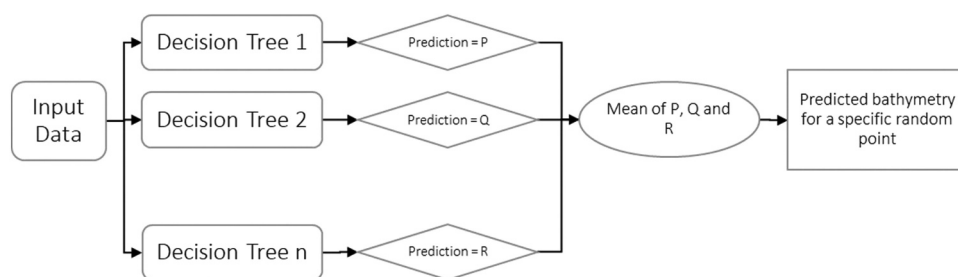 Input
Data
Decision Tree 1
Prediction = P
Decision Tree 2
Prediction = Q
Decision Tree n
Prediction = R
Mean of P, Q and
R
Predicted bathymetry
for a specific random
point